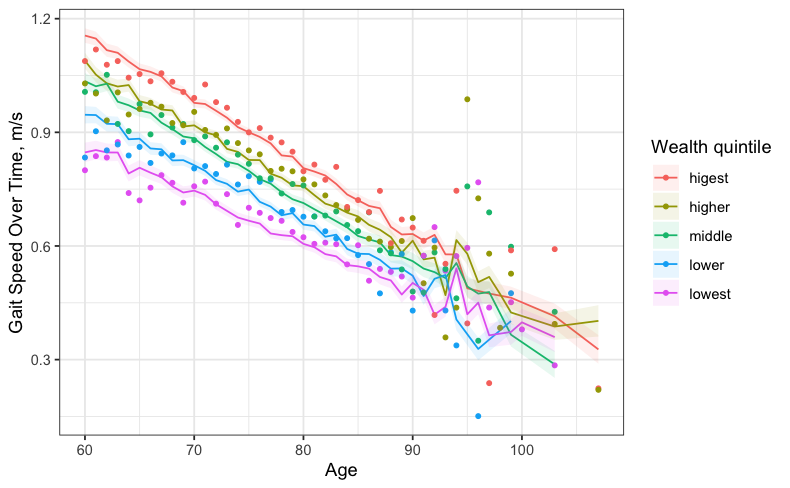 1.2
0.9
0.6
0.3
Gait Speed Over Time, m/s
60
70
80
90
100
Age
Wealth quintile
higest
higher
middle
lower
lowest